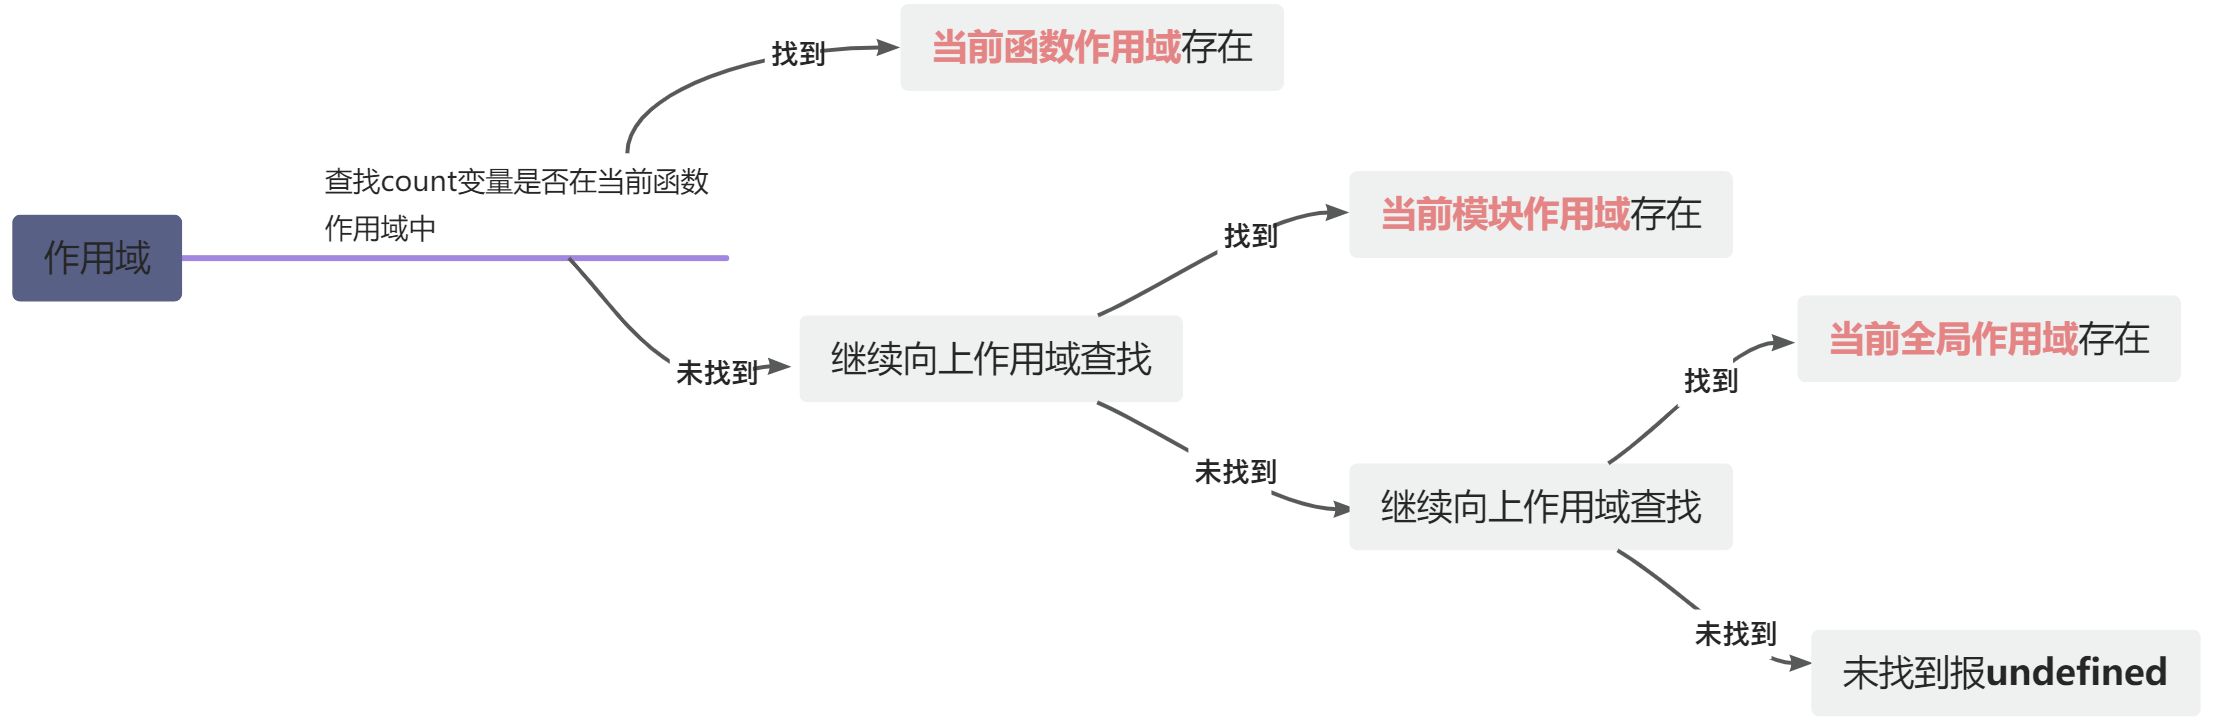 作用域
查找count变量是否在当前函数
作用域中
找到
当前函数作用域存在
未找到
继续向上作用域查找
找到
当前模块作用域存在
未找到
继续向上作用域查找
找到
当前全局作用域存在
未找到
未找到报undefined